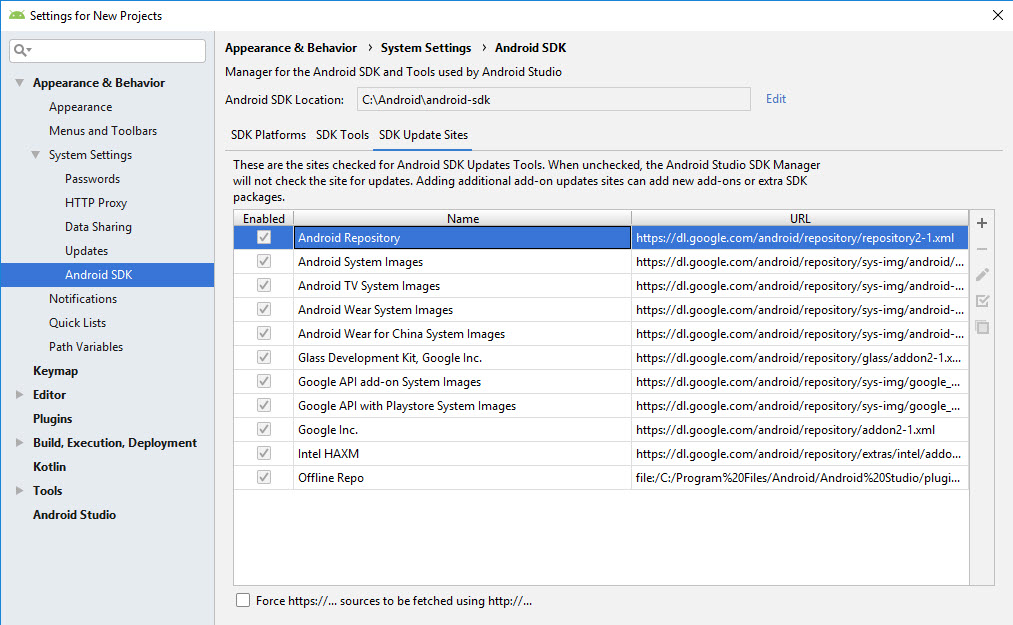 Settings for New Projects
Appearance & Behavior
Appearance
Menus and Toolbars
System Settings
Passwords
HTTP Proxy
Data Sharing
Updates
Android SDK
Notifications
Quick Lists
Path Variables
Keymap
Editor
Plugins
Build, Execution, Deployment
Kotlin
Tools
Android Studio
Appearance & Behavior › System Settings › Android SDK
Manager for the Android SDK and Tools used by Android Studio
Android SDK Location: C:\Android\android-sdk Edit
SDK Platforms SDK Tools SDK Update Sites
These are the sites checked for Android SDK Updates Tools. When unchecked, the Android Studio SDK Manager
will not check the site for updates. Adding additional add-on updates sites can add new add-ons or extra SDK
packages.
Enabled Name URL
Android Repository https://dl.google.com/android/repository/repository2-1.xml
Android System Images https://dl.google.com/android/repository/sys-img/android/...
Android TV System Images https://dl.google.com/android/repository/sys-img/android-...
Android Wear System Images https://dl.google.com/android/repository/sys-img/android-...
Android Wear for China System Images https://dl.google.com/android/repository/sys-img/android-...
Glass Development Kit, Google Inc. https://dl.google.com/android/repository/glass/addon2-1.x...
Google API add-on System Images https://dl.google.com/android/repository/sys-img/google_...
Google API with Playstore System Images https://dl.google.com/android/repository/sys-img/google_...
Google Inc. https://dl.google.com/android/repository/addon2-1.xml
Intel HAXM https://dl.google.com/android/repository/extras/intel/addo...
Offline Repo file:/C:/Program%20Files/Android/Android%20Studio/plugi...
Force https://... sources to be fetched using http://...